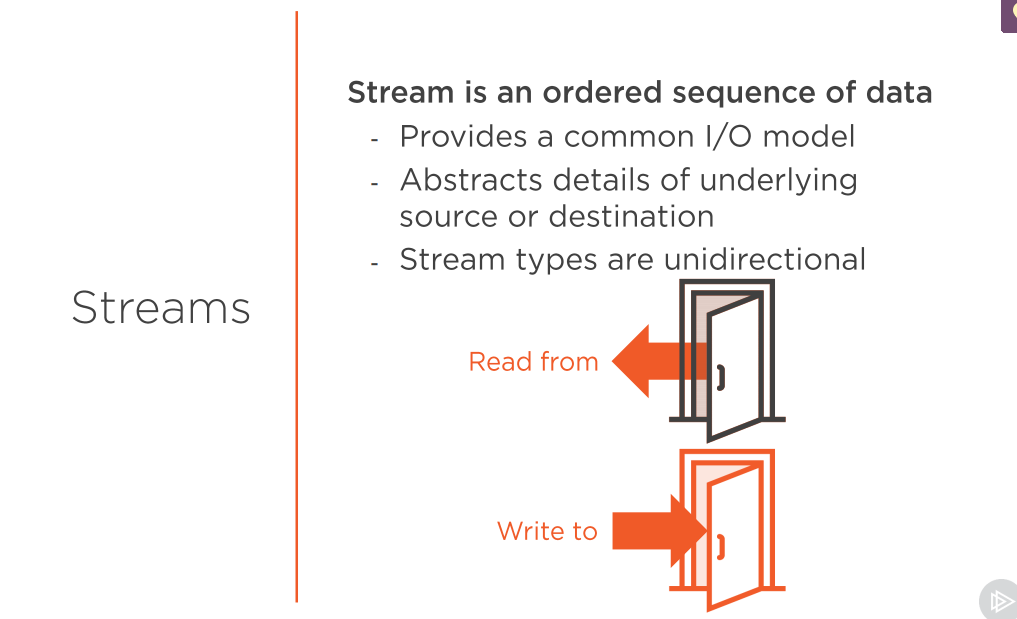 Streams
Stream is an ordered sequence of data
- Provides a common I/O model
- Abstracts details of underlying
source or destination
- Stream types are unidirectional
Read from
Write to